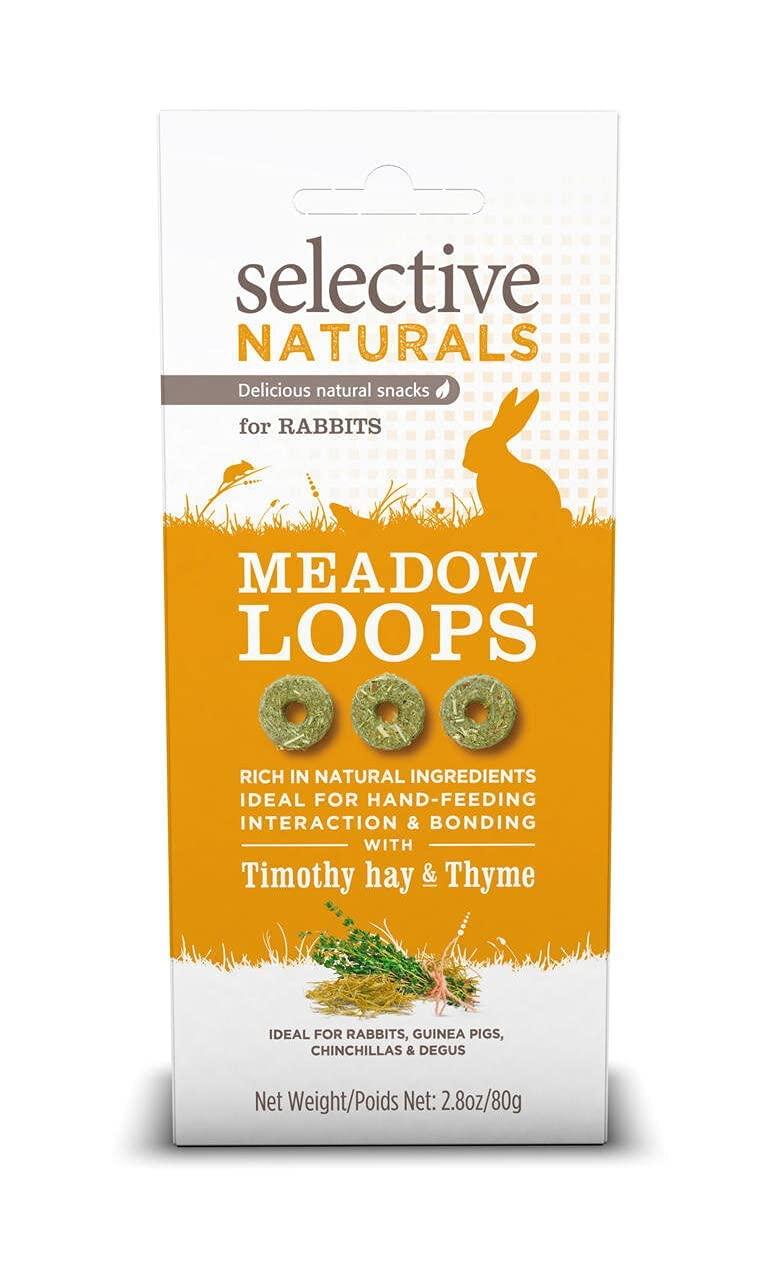 selective
NATURALS
Delicious natural snacks
for RABBITS
MEADOW
LOOPS
RICH IN NATURAL INGREDIENTS
IDEAL FOR HAND-FEEDING
INTERACTION & BONDING
WITH
Timothy hay & Thyme
IDEAL FOR RABBITS, GUINEA PIGS,
CHINCHILLAS & DEGUS
Net Weight/Poids Net: 2.8oz/80g